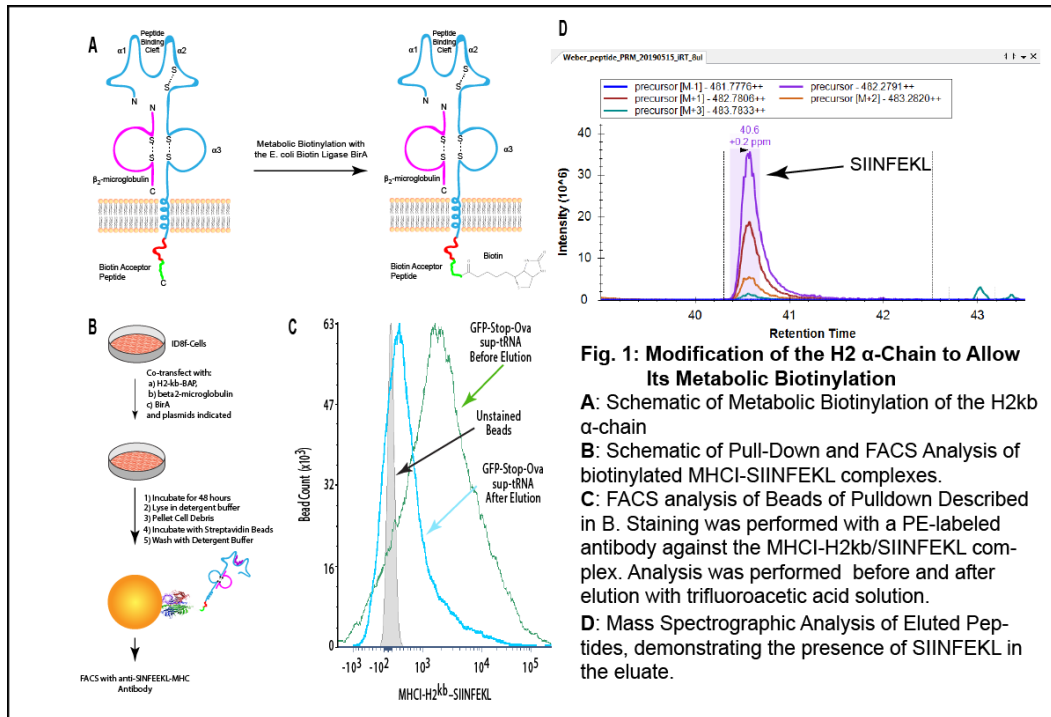 A
α1
Peptide
Binding
Cleft
α2
S
S
N
N
S
S
S
S
α3
β2-microglobulin
C
Biotin Acceptor
Peptide
C
Metabolic Biotinylation with
the E. coli Biotin Ligase BirA
α1
Peptide
Binding
Cleft
α2
S
S
N
N
S
S
S
S
α3
β2-microglobulin
C
Biotin Acceptor
Peptide
Biotin
B
ID8f-Cells
Co-transfect with:
a) H2-kb-BAP,
b) beta2-microglobulin
c) BirA
and plasmids indicated
1) Incubate for 48 hours
2) Lyse in detergent buffer
3) Pellet Cell Debris
4) Incubate with Streptavidin Beads
5) Wash with Detergent Buffer
FACS with anti-SINFEEKL-MHC
Antibody
C
63
47
32
16
0
Bead Count (x10-3)
-10³ -10² 10³ 10⁴ 10⁵
MHCI-H2kb-SIINFEKL
GFP-Stop-Ova
sup-tRNA
Before Elution
Unstained
Beads
GFP-Stop-Ova
sup-tRNA
After Elution
D
Weber_peptide_PRM_20190515_iRT_8ul
precursor [M-1] - 481.7776++ precursor - 482.2791++
precursor [M+1] - 482.7806++ precursor [M+2] - 483.2820++
precursor [M+3] - 483.7833++
40.6
+0.2 ppm
SIINFEKL
40
30
20
10
0
Intensity (10^6)
40 41 42 43
Retention Time
Fig. 1: Modification of the H2 α-Chain to Allow
Its Metabolic Biotinylation
A: Schematic of Metabolic Biotinylation of the H2kb
α-chain
B: Schematic of Pull-Down and FACS Analysis of
biotinylated MHCI-SIINFEKL complexes.
C: FACS analysis of Beads of Pulldown Described
in B. Staining was performed with a PE-labeled
antibody against the MHCI-H2kb/SIINFEKL com-
plex. Analysis was performed before and after
elution with trifluoroacetic acid solution.
D: Mass Spectrographic Analysis of Eluted Pep-
tides, demonstrating the presence of SIINFEKL in
the eluate.